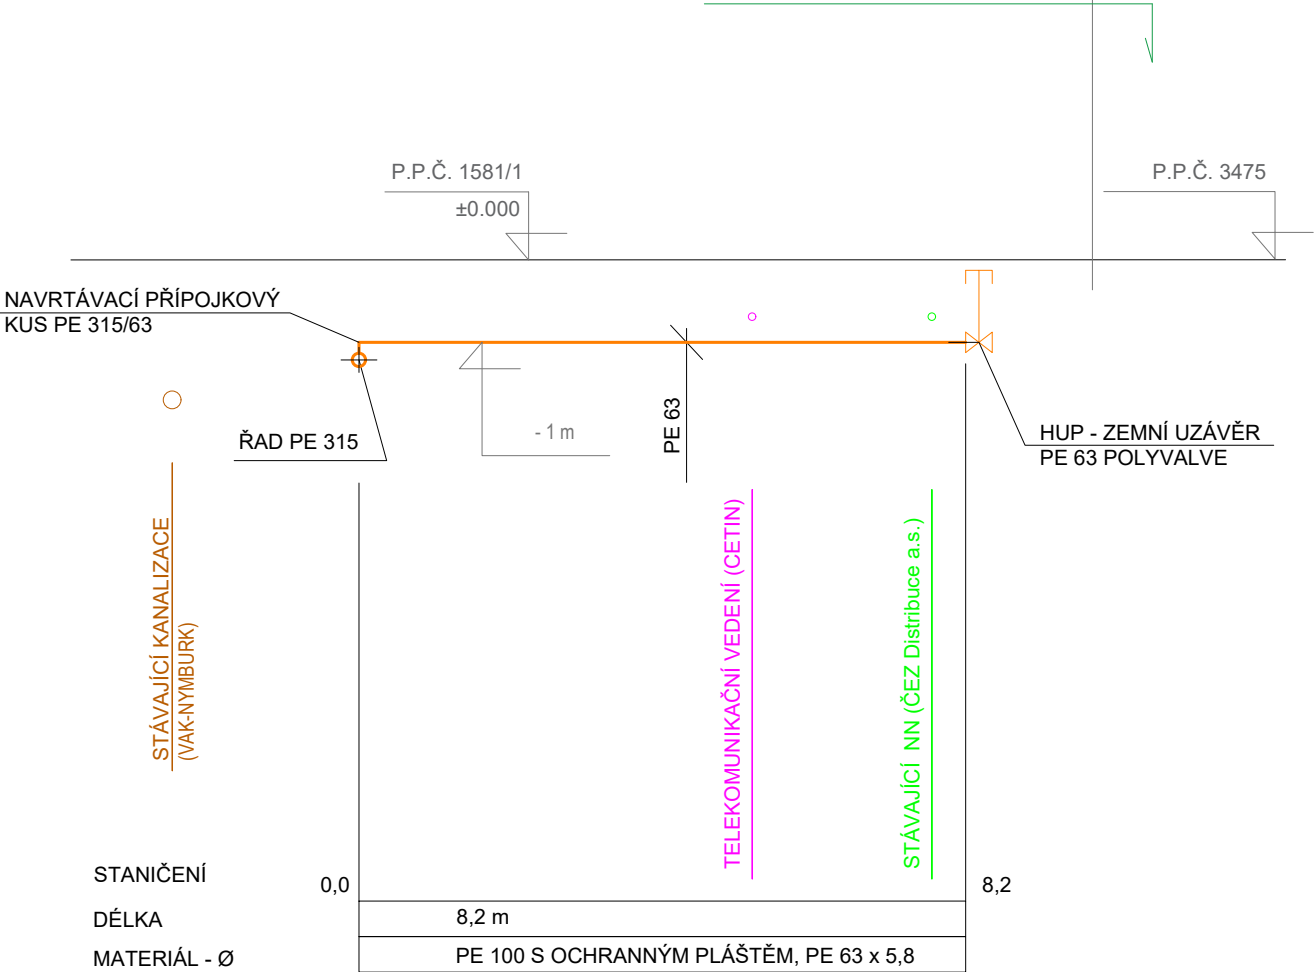 P.P.Č. 1581/1
±0.000
P.P.Č. 3475
NAVRTÁVACÍ PŘÍPOJKOVÝ
KUS PE 315/63
ŘAD PE 315
- 1 m
PE 63
HUP - ZEMNÍ UZÁVĚR
PE 63 POLYVALVE
STÁVAJÍCÍ KANALIZACE
(VAK-NYMBURK)
TELEKOMUNIKAČNÍ VEDENÍ (CETIN)
STÁVAJÍCÍ NN (ČEZ Distribuce a.s.)
STANIČENÍ
0,0
8,2
DÉLKA
8,2 m
MATERIÁL - Ø
PE 100 S OCHRANNÝM PLÁŠTĚM, PE 63 x 5,8